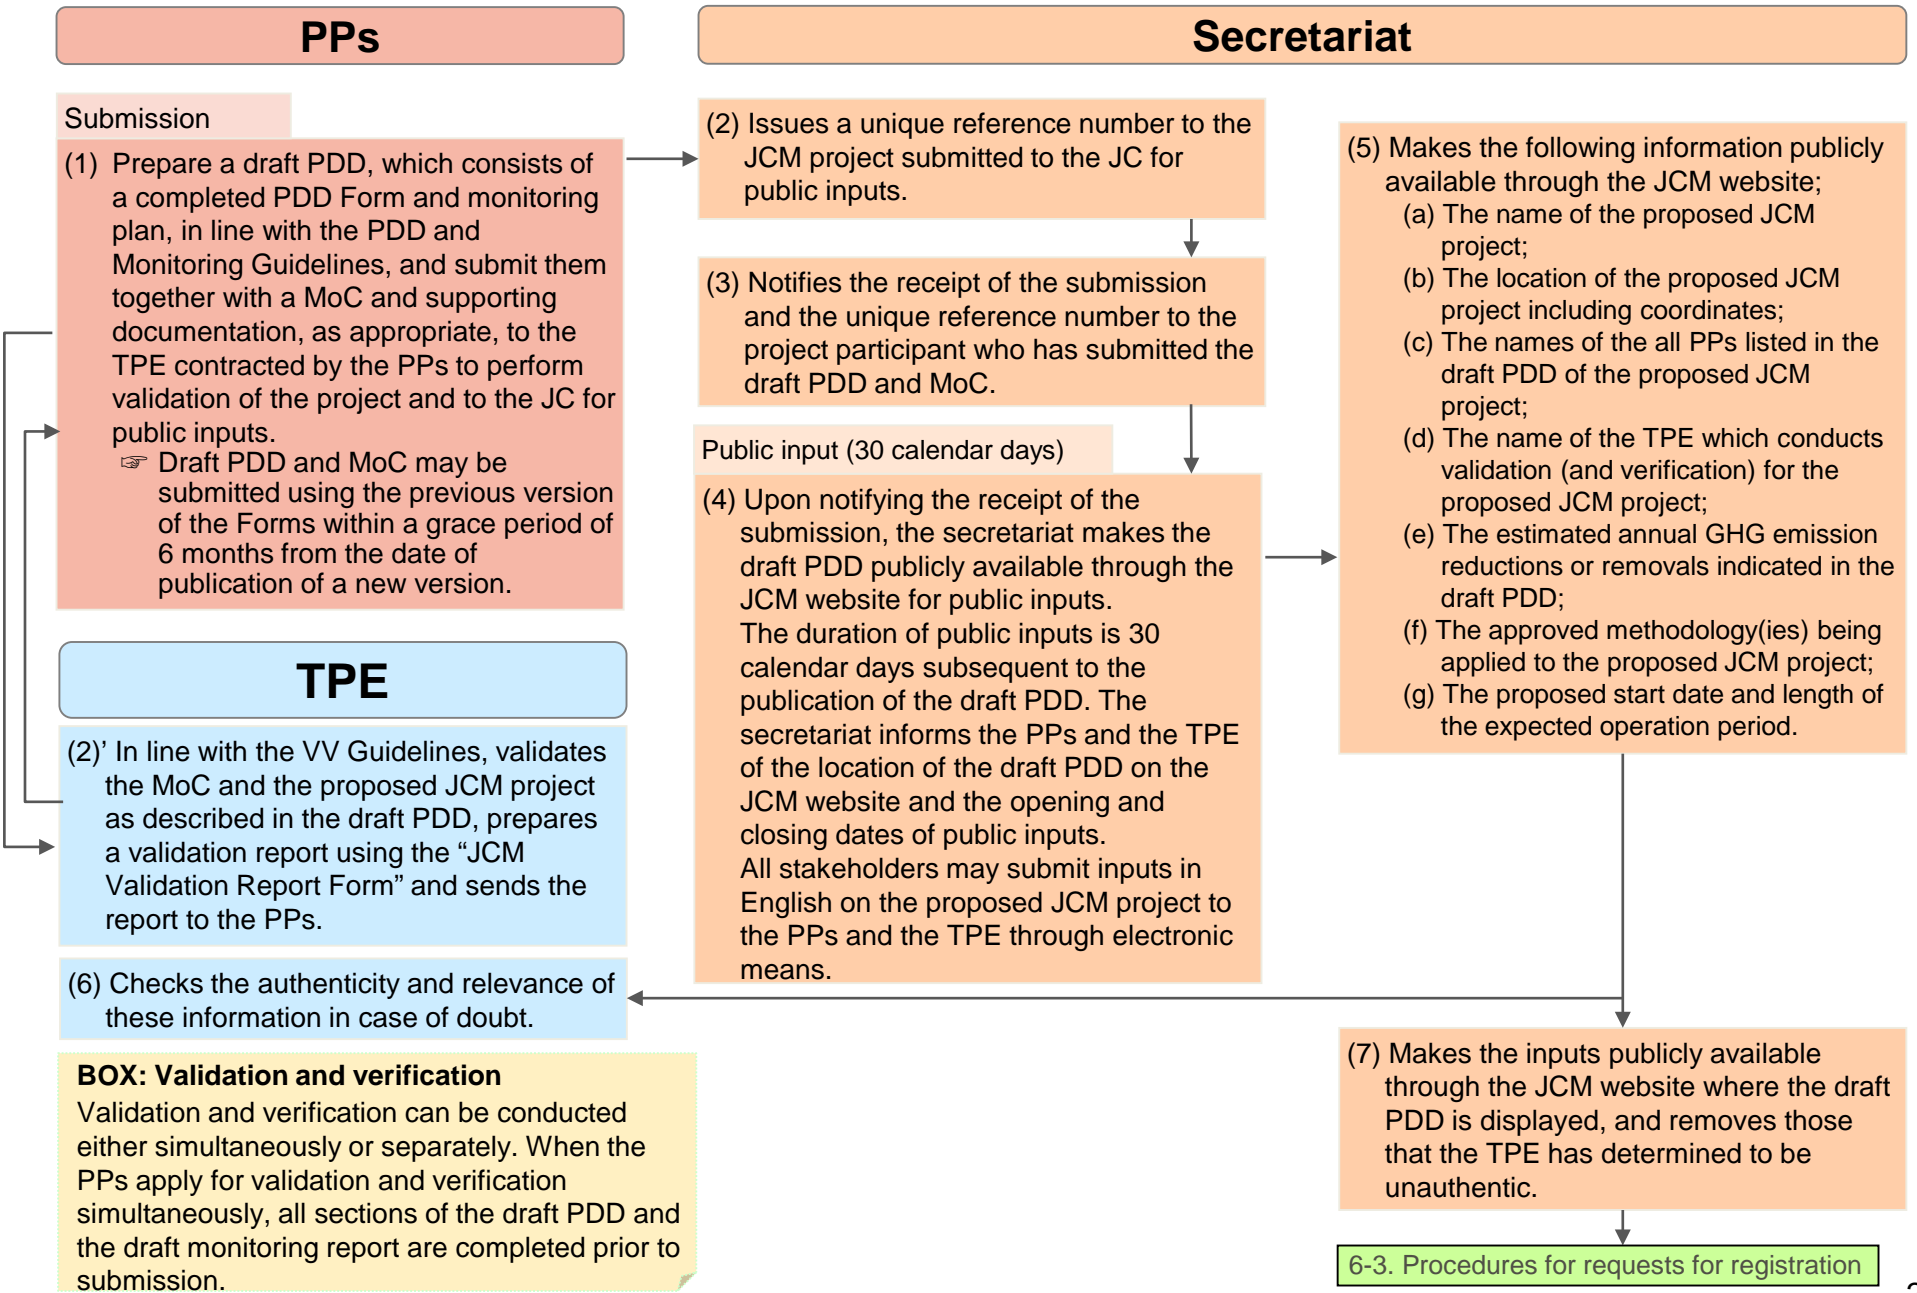 PPs
Submission
(1) Prepare a draft PDD, which consists of
a completed PDD Form and monitoring
plan, in line with the PDD and
Monitoring Guidelines, and submit them
together with a MoC and supporting
documentation, as appropriate, to the
TPE contracted by the PPs to perform
validation of the project and to the JC for
public inputs.
☞ Draft PDD and MoC may be
submitted using the previous version
of the Forms within a grace period of
6 months from the date of
publication of a new version.
TPE
(2)’ In line with the VV Guidelines, validates
the MoC and the proposed JCM project
as described in the draft PDD, prepares
a validation report using the “JCM
Validation Report Form” and sends the
report to the PPs.
(6) Checks the authenticity and relevance of
these information in case of doubt.
BOX: Validation and verification
Validation and verification can be conducted
either simultaneously or separately. When the
PPs apply for validation and verification
simultaneously, all sections of the draft PDD and
the draft monitoring report are completed prior to
submission.
Secretariat
(2) Issues a unique reference number to the
JCM project submitted to the JC for
public inputs.
(3) Notifies the receipt of the submission
and the unique reference number to the
project participant who has submitted the
draft PDD and MoC.
Public input (30 calendar days)
(4) Upon notifying the receipt of the
submission, the secretariat makes the
draft PDD publicly available through the
JCM website for public inputs.
The duration of public inputs is 30
calendar days subsequent to the
publication of the draft PDD. The
secretariat informs the PPs and the TPE
of the location of the draft PDD on the
JCM website and the opening and
closing dates of public inputs.
All stakeholders may submit inputs in
English on the proposed JCM project to
the PPs and the TPE through electronic
means.
(5) Makes the following information publicly
available through the JCM website;
(a) The name of the proposed JCM
project;
(b) The location of the proposed JCM
project including coordinates;
(c) The names of the all PPs listed in the
draft PDD of the proposed JCM
project;
(d) The name of the TPE which conducts
validation (and verification) for the
proposed JCM project;
(e) The estimated annual GHG emission
reductions or removals indicated in the
draft PDD;
(f) The approved methodology(ies) being
applied to the proposed JCM project;
(g) The proposed start date and length of
the expected operation period.
(7) Makes the inputs publicly available
through the JCM website where the draft
PDD is displayed, and removes those
that the TPE has determined to be
unauthentic.
6-3. Procedures for requests for registration